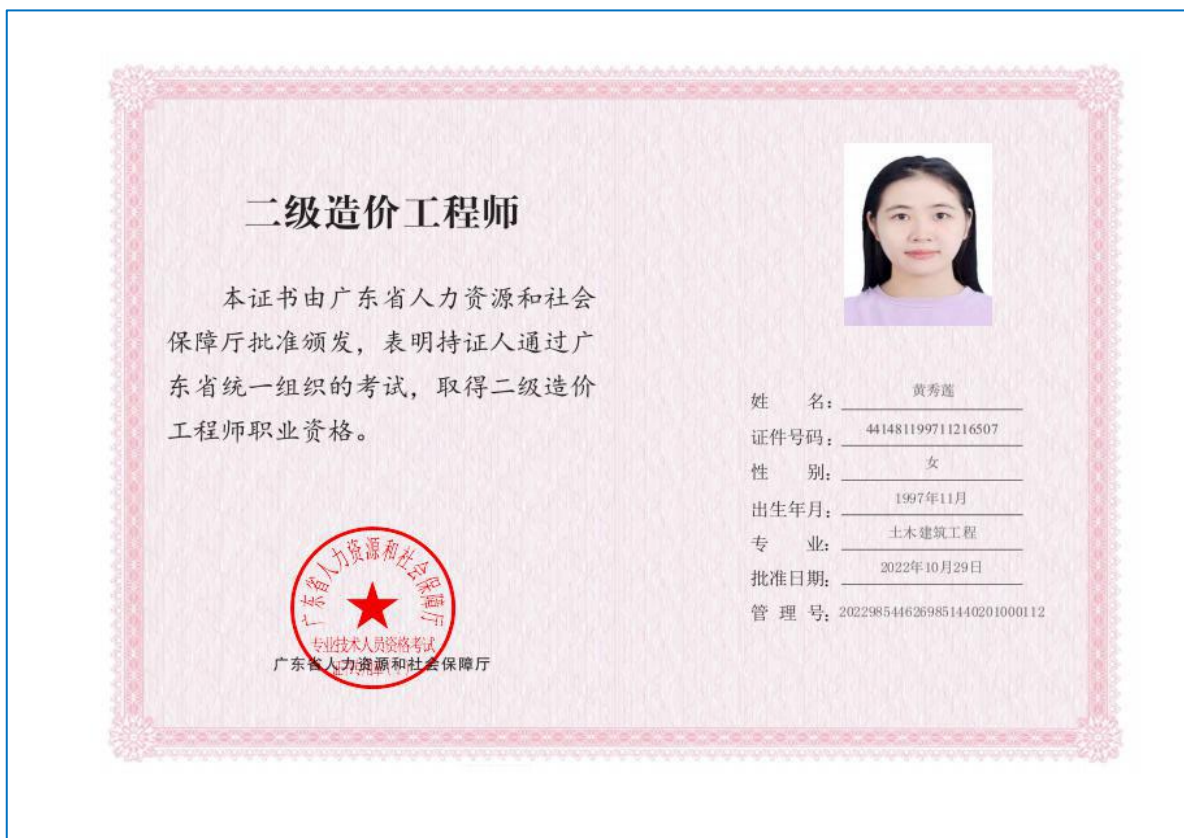 二级造价工程师
本证书由广东省人力资源和社会
保障厅批准颁发，表明持证人通过广
东省统一组织的考试，取得二级造价
工程师职业资格。
广东省人力资源和社会保障厅
专业技术人员资格考试
广东省人力资源和社会保障厅
姓 名：黄秀莲
证件号码：441481199711216507
性 别：女
出生年月：1997年11月
专 业：土木建筑工程
批准日期：2022年10月29日
管 理 号：2022985446269851440201000112